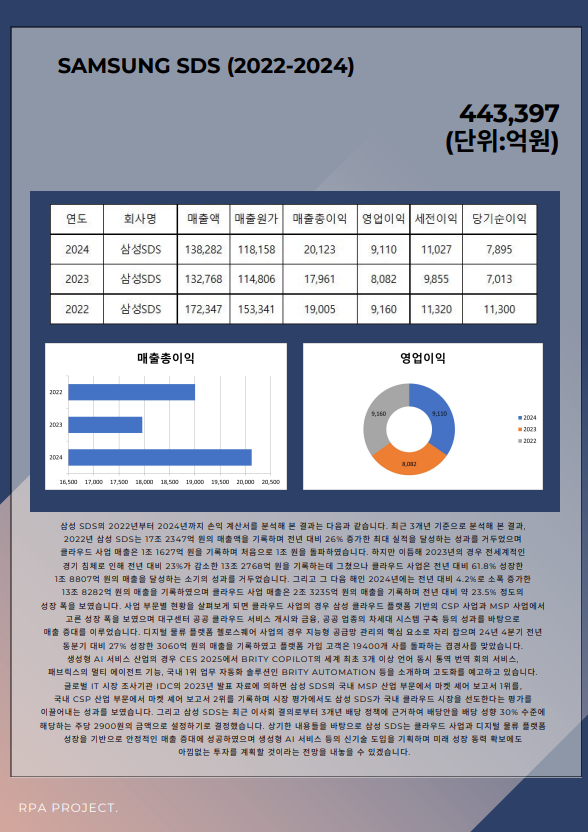 SAMSUNG SDS (2022-2024)
443,397
(단위:억원)
연도 회사명 매출액 매출원가 매출총이익 영업이익 세전이익 당기순이익
2024 삼성SDS 138,282 118,158 20,123 9,110 11,027 7,895
2023 삼성SDS 132,768 114,806 17,961 8,082 9,855 7,013
2022 삼성SDS 172,347 153,341 19,005 9,160 11,320 11,300
매출총이익
2022
2023
2024
16,500 17,000 17,500 18,000 18,500 19,000 19,500 20,000 20,500
영업이익
9,160 9,110
8,082
2024
2023
2022
삼성 SDS의 2022년부터 2024년까지 손익 계산서를 분석해 본 결과는 다음과 같습니다. 최근 3개년 기준으로 분석해 본 결과,
2022년 삼성 SDS는 17조 2347억 원의 매출액을 기록하며 전년 대비 26% 증가한 최대 실적을 달성하는 성과를 거두었으며
클라우드 사업 매출은 1조 1627억 원을 기록하며 처음으로 1조 원을 돌파하였습니다. 하지만 이듬해 2023년의 경우 전세계적인
경기 침체로 인해 전년 대비 23%가 감소한 13조 2768억 원을 기록하는데 그쳤으나 클라우드 사업은 전년 대비 61.8% 성장한
1조 8807억 원의 매출을 달성하는 소기의 성과를 거두었습니다. 그리고 그 다음 해인 2024년에는 전년 대비 4.2%로 소폭 증가한
13조 8282억 원의 매출을 기록하였으며 클라우드 사업 매출은 2조 3235억 원의 매출을 기록하며 전년 대비 약 23.5% 정도의
성장 폭을 보였습니다. 사업 부문별 현황을 살펴보게 되면 클라우드 사업의 경우 삼성 클라우드 플랫폼 기반의 CSP 사업과 MSP 사업에서
고른 성장 폭을 보였으며 대구센터 공공 클라우드 서비스 개시와 금융, 공공 업종의 차세대 시스템 구축 등의 성과를 바탕으로
매출 증대를 이루었습니다. 디지털 물류 플랫폼 첼로스퀘어 사업의 경우 지능형 공급망 관리의 핵심 요소로 자리 잡으며 24년 4분기 전년
동분기 대비 27% 성장한 3060억 원의 매출을 기록하였고 플랫폼 가입 고객은 19400개 사를 돌파하는 겹경사를 맞았습니다.
생성형 AI 서비스 산업의 경우 CES 2025에서 BRITY COPILOT의 세계 최초 3개 이상 언어 동시 통역 번역 회의 서비스,
패브릭스의 멀티 에이전트 기능, 국내 1위 업무 자동화 솔루션인 BRITY AUTOMATION 등을 소개하며 고도화를 예고하고 있습니다.
글로벌 IT 시장 조사기관 IDC의 2023년 발표 자료에 의하면 삼성 SDS의 국내 MSP 산업 부문에서 마켓 셰어 보고서 1위를,
국내 CSP 산업 부문에서 마켓 셰어 보고서 2위를 기록하며 시장 평가에서도 삼성 SDS가 국내 클라우드 시장을 선도한다는 평가를
이끌어내는 성과를 보였습니다. 그리고 삼성 SDS는 최근 이사회 결의로부터 3개년 배당 정책에 근거하여 배당안을 배당 성향 30% 수준에
해당하는 주당 2900원의 금액으로 설정하기로 결정했습니다. 상기한 내용들을 바탕으로 삼성 SDS는 클라우드 사업과 디지털 물류 플랫폼
성장을 기반으로 안정적인 매출 증대에 성공하였으며 생성형 AI 서비스 등의 신기술 도입을 기획하며 미래 성장 동력 확보에도
아낌없는 투자를 계획할 것이라는 전망을 내놓을 수 있겠습니다.
RPA PROJECT.